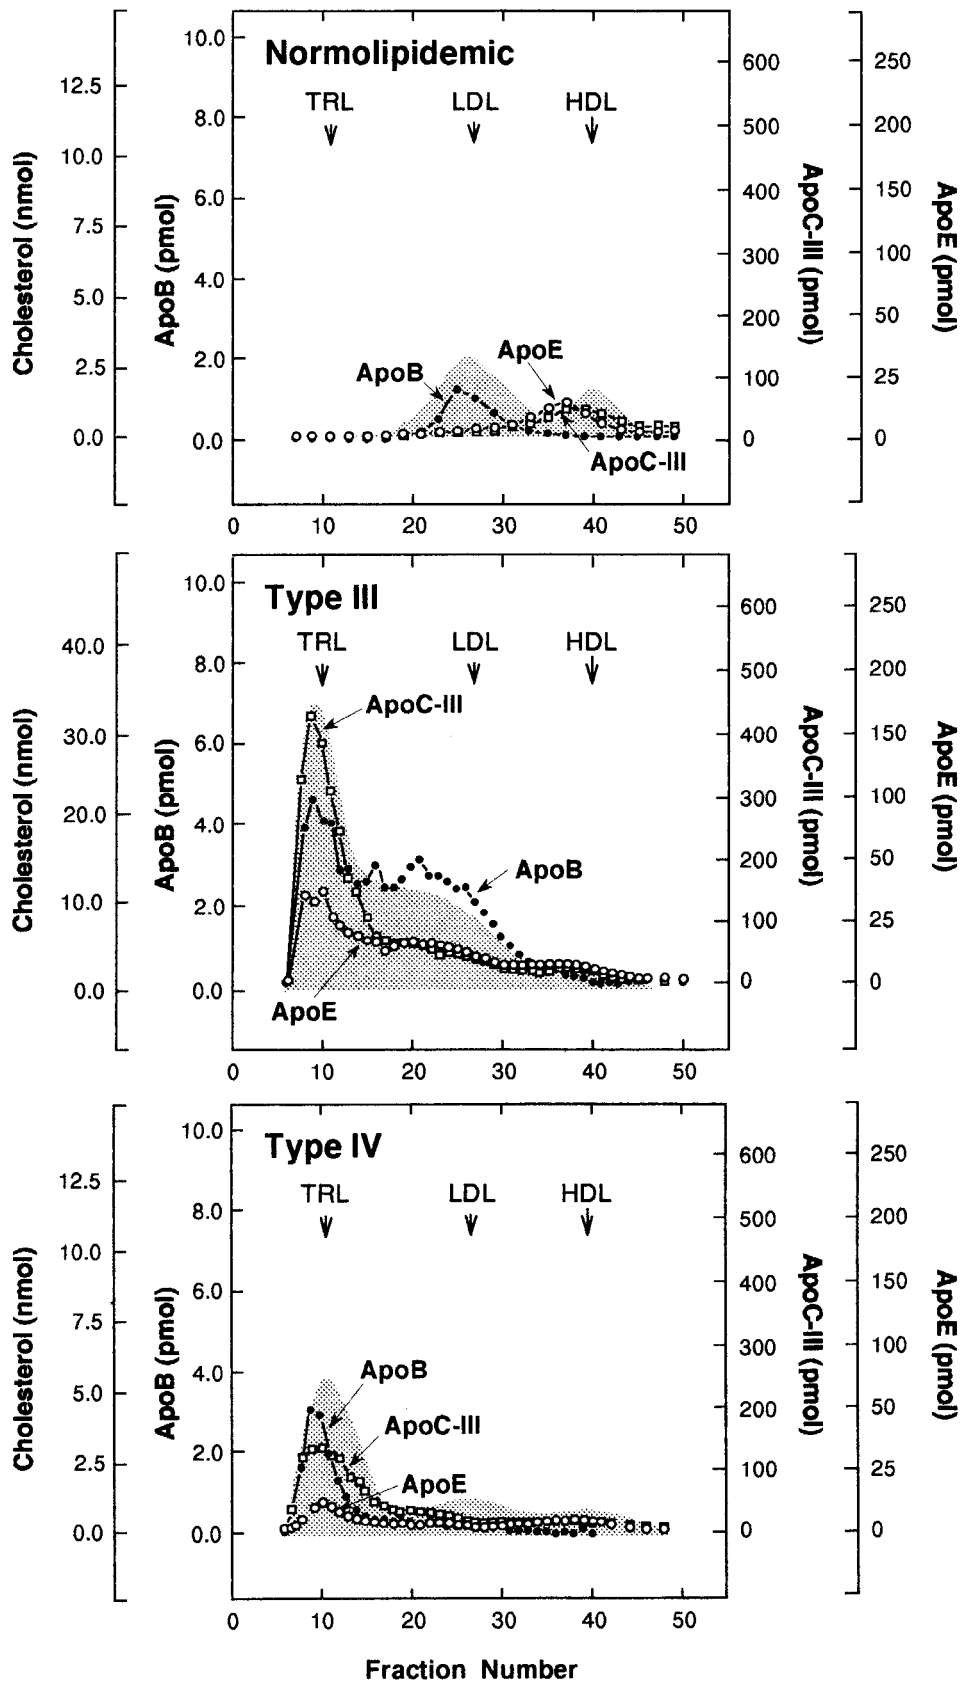 Normolipidemic
TRL
LDL
HDL
ApoB
ApoE
ApoC-III
Cholesterol (nmol)
12.5
10.0
7.5
5.0
2.5
0.0
ApoB (pmol)
10.0
8.0
6.0
4.0
2.0
0.0
ApoC-III (pmol)
600
500
400
300
200
100
0
ApoE (pmol)
250
200
150
100
50
25
0
0 10 20 30 40 50
Type III
TRL
LDL
HDL
ApoC-III
ApoB
ApoE
Cholesterol (nmol)
40.0
30.0
20.0
10.0
0.0
ApoB (pmol)
10.0
8.0
6.0
4.0
2.0
0.0
ApoC-III (pmol)
600
500
400
300
200
100
0
ApoE (pmol)
250
200
150
100
50
25
0
0 10 20 30 40 50
Type IV
TRL
LDL
HDL
ApoB
ApoC-III
ApoE
Cholesterol (nmol)
12.5
10.0
7.5
5.0
2.5
0.0
ApoB (pmol)
10.0
8.0
6.0
4.0
2.0
0.0
ApoC-III (pmol)
600
500
400
300
200
100
0
ApoE (pmol)
250
200
150
100
50
25
0
0 10 20 30 40 50
Fraction Number